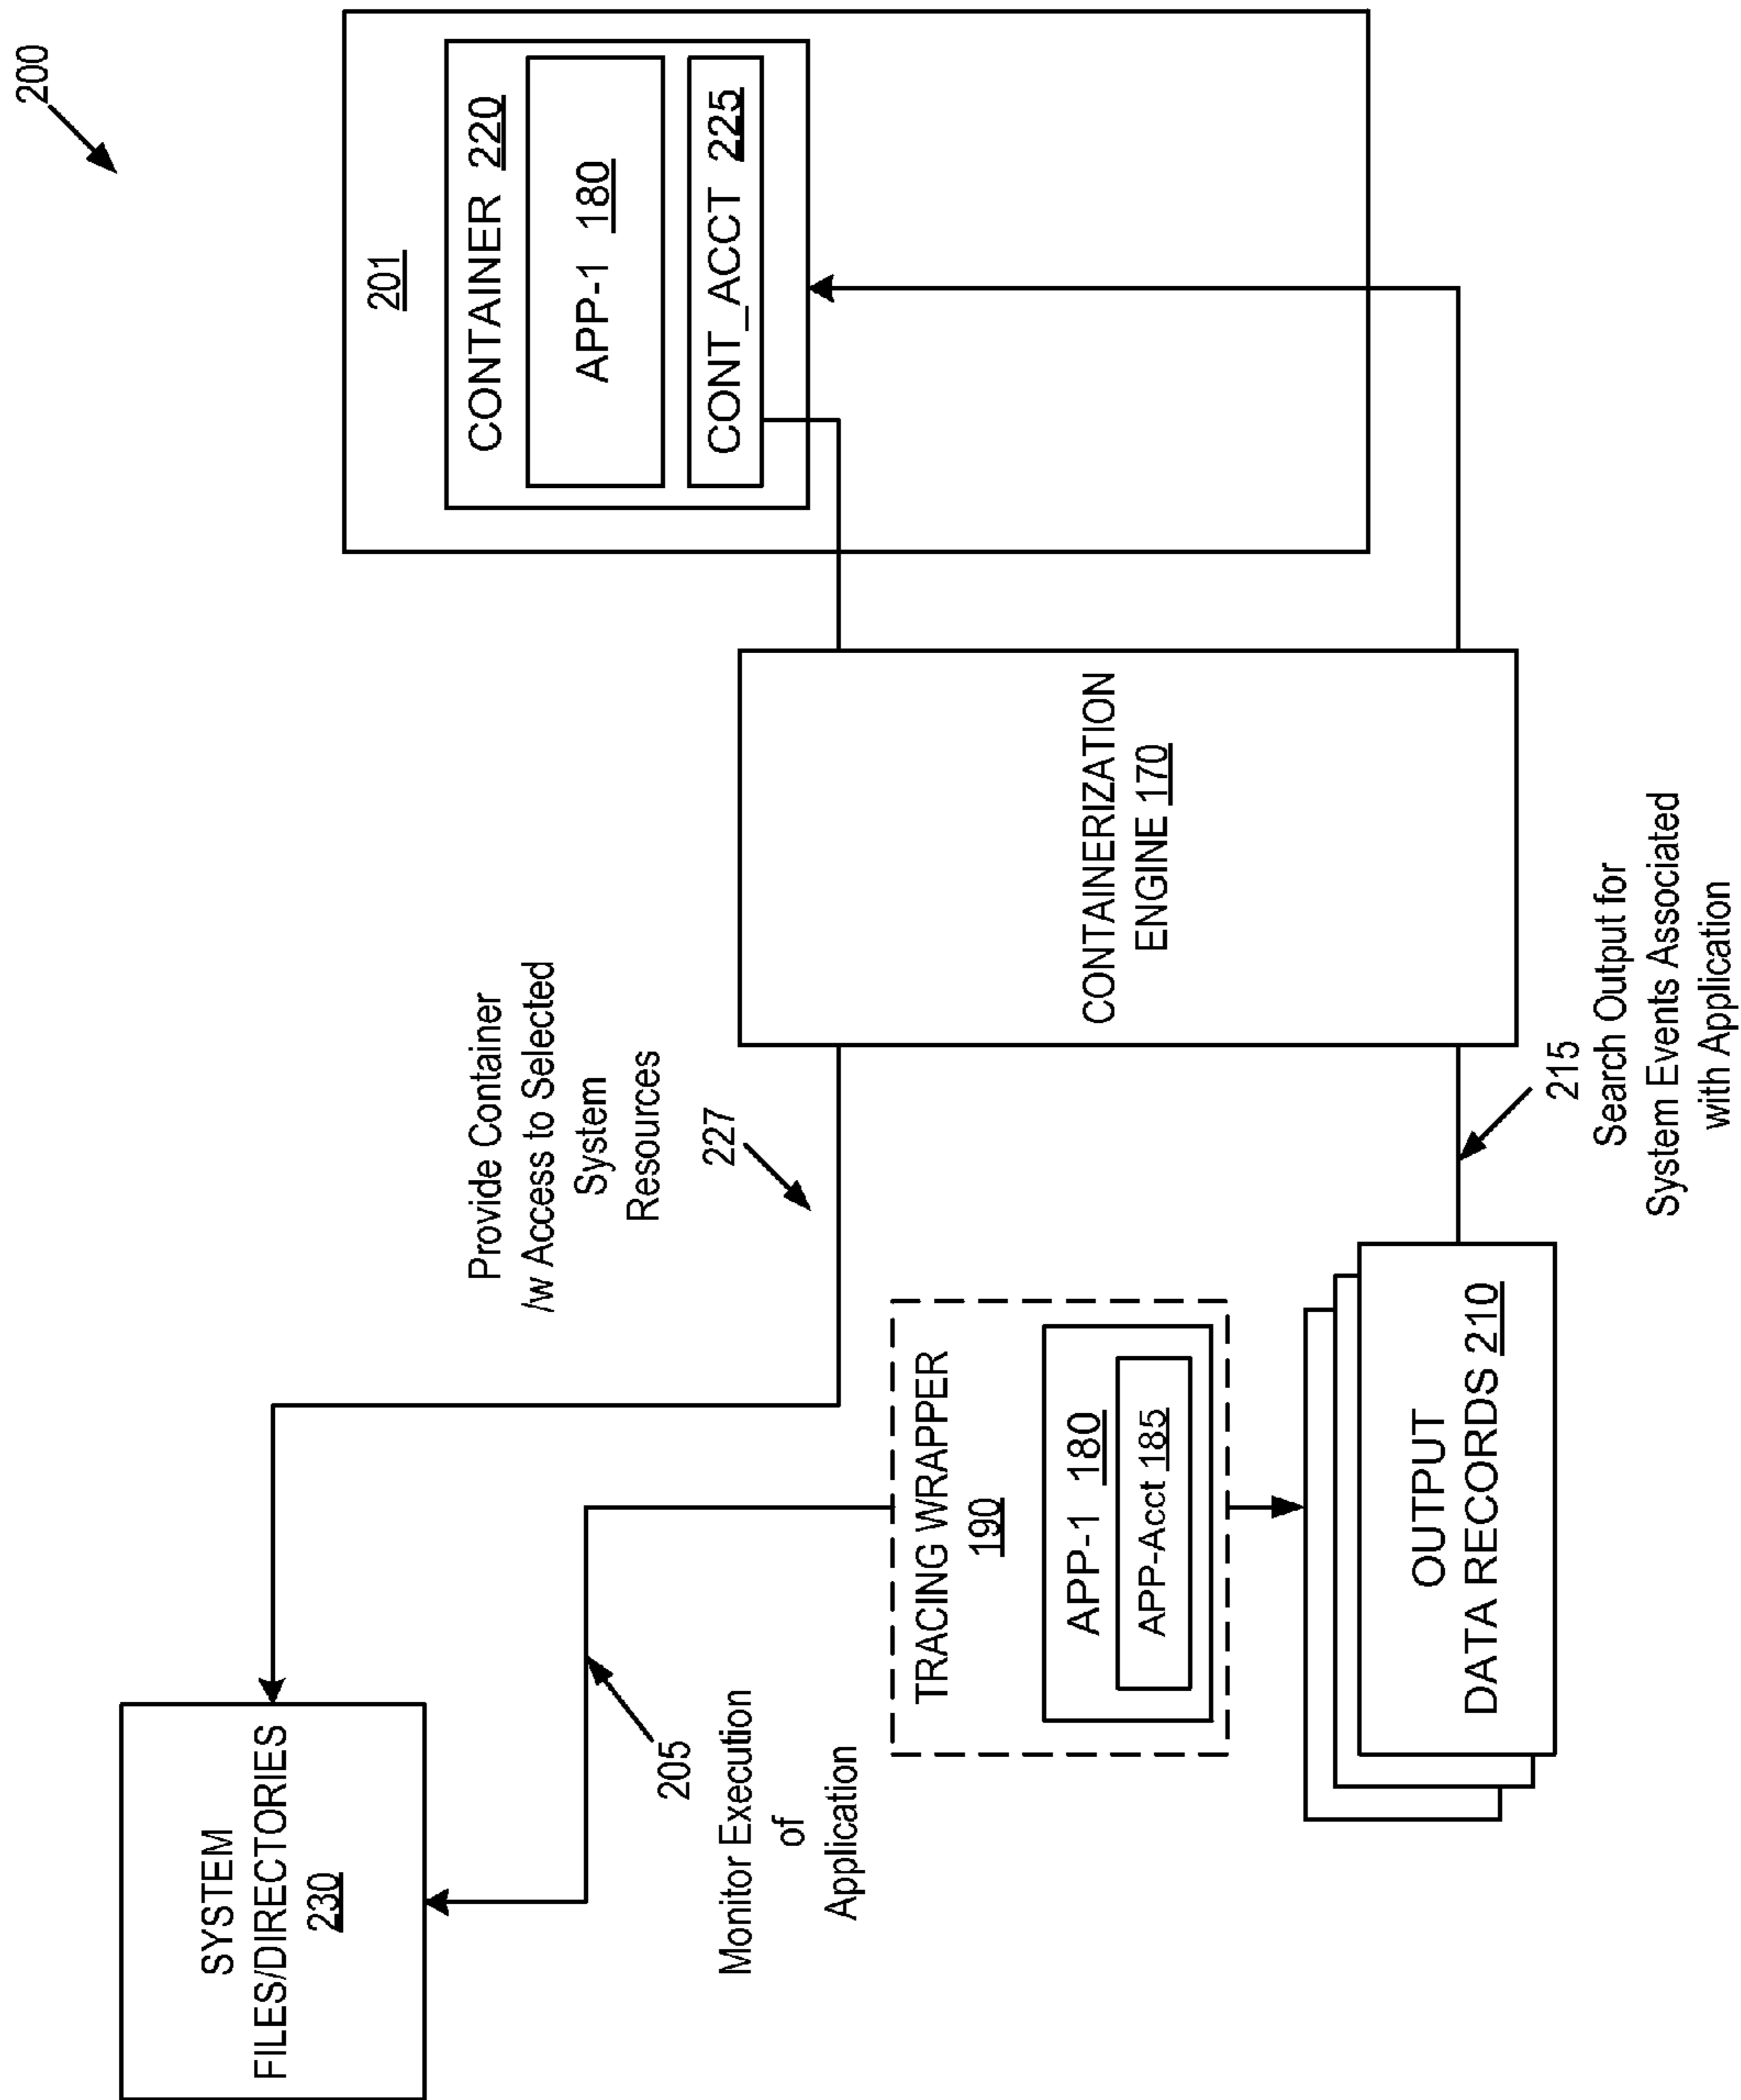 200
SYSTEM
FILES/DIRECTORIES
230
205
Monitor Execution
of
Application
Provide Container
/w Access to Selected
System
Resources
227
TRACING WRAPPER
190
APP-1 180
APP-Acct 185
OUTPUT
DATA RECORDS 210
215
Search Output for
System Events Associated
with Application
CONTAINERIZATION
ENGINE 170
201
CONTAINER 220
APP-1 180
CONT_ACCT 225